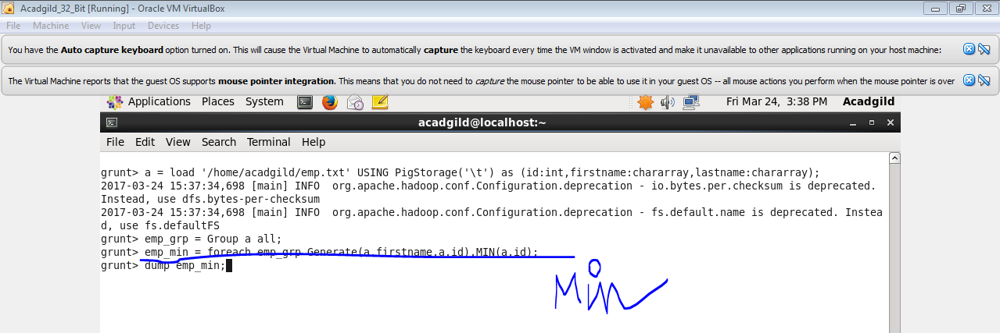 Acadgild_32_Bit [Running] - Oracle VM VirtualBox
File Machine View Input Devices Help
You have the Auto capture keyboard option turned on. This will cause the Virtual Machine to automatically capture the keyboard every time the VM window is activated and make it unavailable to other applications running on your host machine:
The Virtual Machine reports that the guest OS supports mouse pointer integration. This means that you do not need to capture the mouse pointer to be able to use it in your guest OS -- all mouse actions you perform when the mouse pointer is over
Applications Places System Fri Mar 24, 3:38 PM Acadgild
acadgild@localhost:~
File Edit View Search Terminal Help
grunt> a = load '/home/acadgild/emp.txt' USING PigStorage('\t') as (id:int,firstname:chararray,lastname:chararray);
2017-03-24 15:37:34,698 [main] INFO  org.apache.hadoop.conf.Configuration.deprecation - io.bytes.per.checksum is deprecated.
Instead, use dfs.bytes-per-checksum
2017-03-24 15:37:34,698 [main] INFO  org.apache.hadoop.conf.Configuration.deprecation - fs.default.name is deprecated. Instea
d, use fs.defaultFS
grunt> emp_grp = Group a all;
grunt> emp_min = foreach emp_grp Generate(a.firstname,a.id),MIN(a.id);
grunt> dump emp_min;
Min